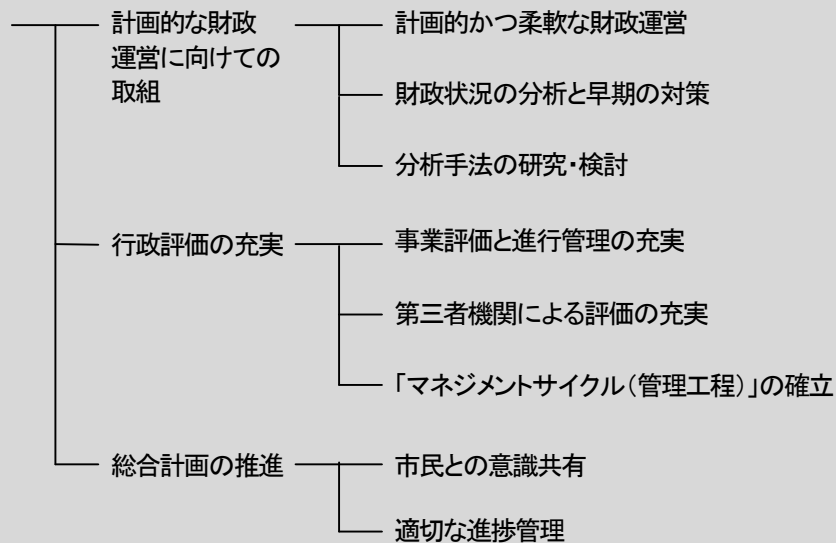 計画的な財政
運営に向けての
取組
計画的かつ柔軟な財政運営
財政状況の分析と早期の対策
分析手法の研究・検討
行政評価の充実
事業評価と進行管理の充実
第三者機関による評価の充実
「マネジメントサイクル（管理工程）」の確立
総合計画の推進
市民との意識共有
適切な進捗管理